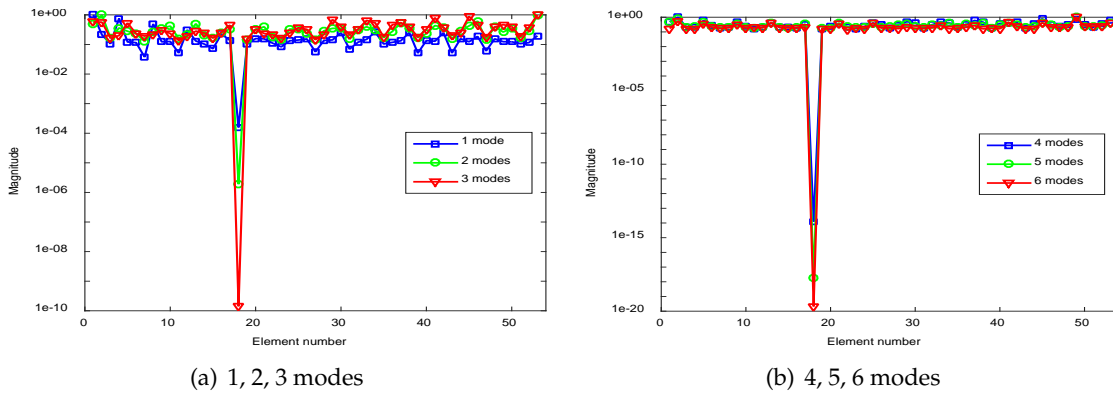 1e+00
1e-02
1e-04
1e-06
1e-08
1e-10
Magnitude
1 mode
2 modes
3 modes
0 10 20 30 40 50
Element number
(a) 1, 2, 3 modes
1e+00
1e-05
1e-10
1e-15
1e-20
Magnitude
4 modes
5 modes
6 modes
0 10 20 30 40 50
Element number
(b) 4, 5, 6 modes